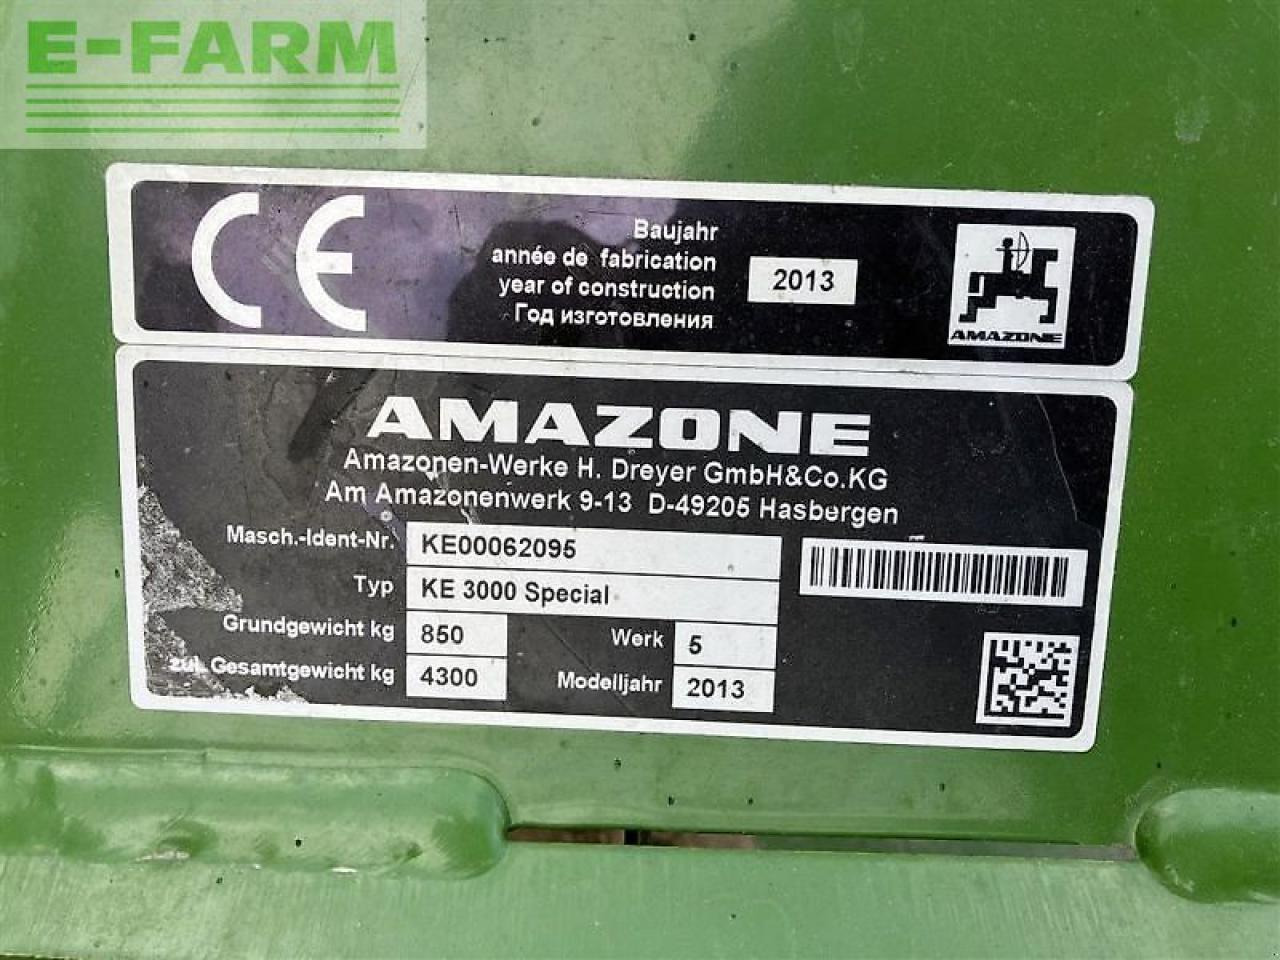 E-FARM
CE
Baujahr
année de fabrication
year of construction
Год изготовления
2013
AMAZONE
AMAZONE
Amazonen-Werke H. Dreyer GmbH&Co.KG
Am Amazonenwerk 9-13 D-49205 Hasbergen
Masch.-Ident-Nr. KE00062095
Typ KE 3000 Special
Grundgewicht kg 850 Werk 5
zul. Gesamtgewicht kg 4300 Modelljahr 2013